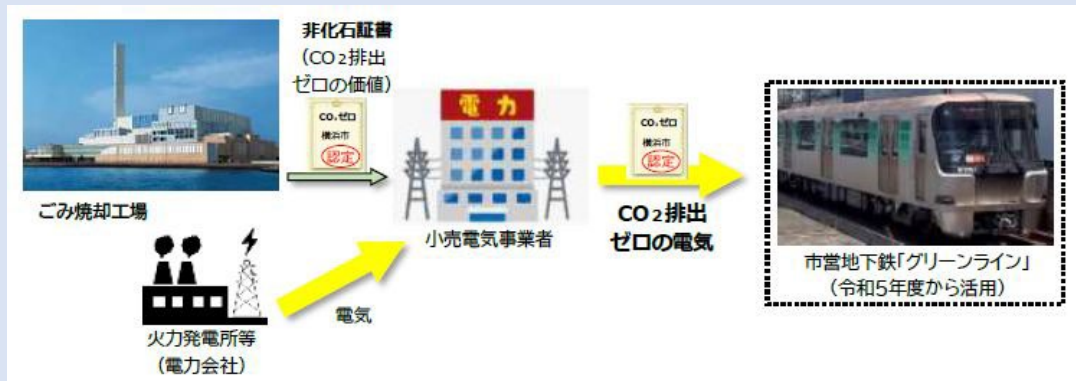 非化石証書
(CO2排出
ゼロの価値)
CO2ゼロ
横浜市
認定
ごみ焼却工場
電力
小売電気事業者
CO2ゼロ
横浜市
認定
CO2排出
ゼロの電気
市営地下鉄「グリーンライン」
(令和5年度から活用)
電気
火力発電所等
(電力会社)